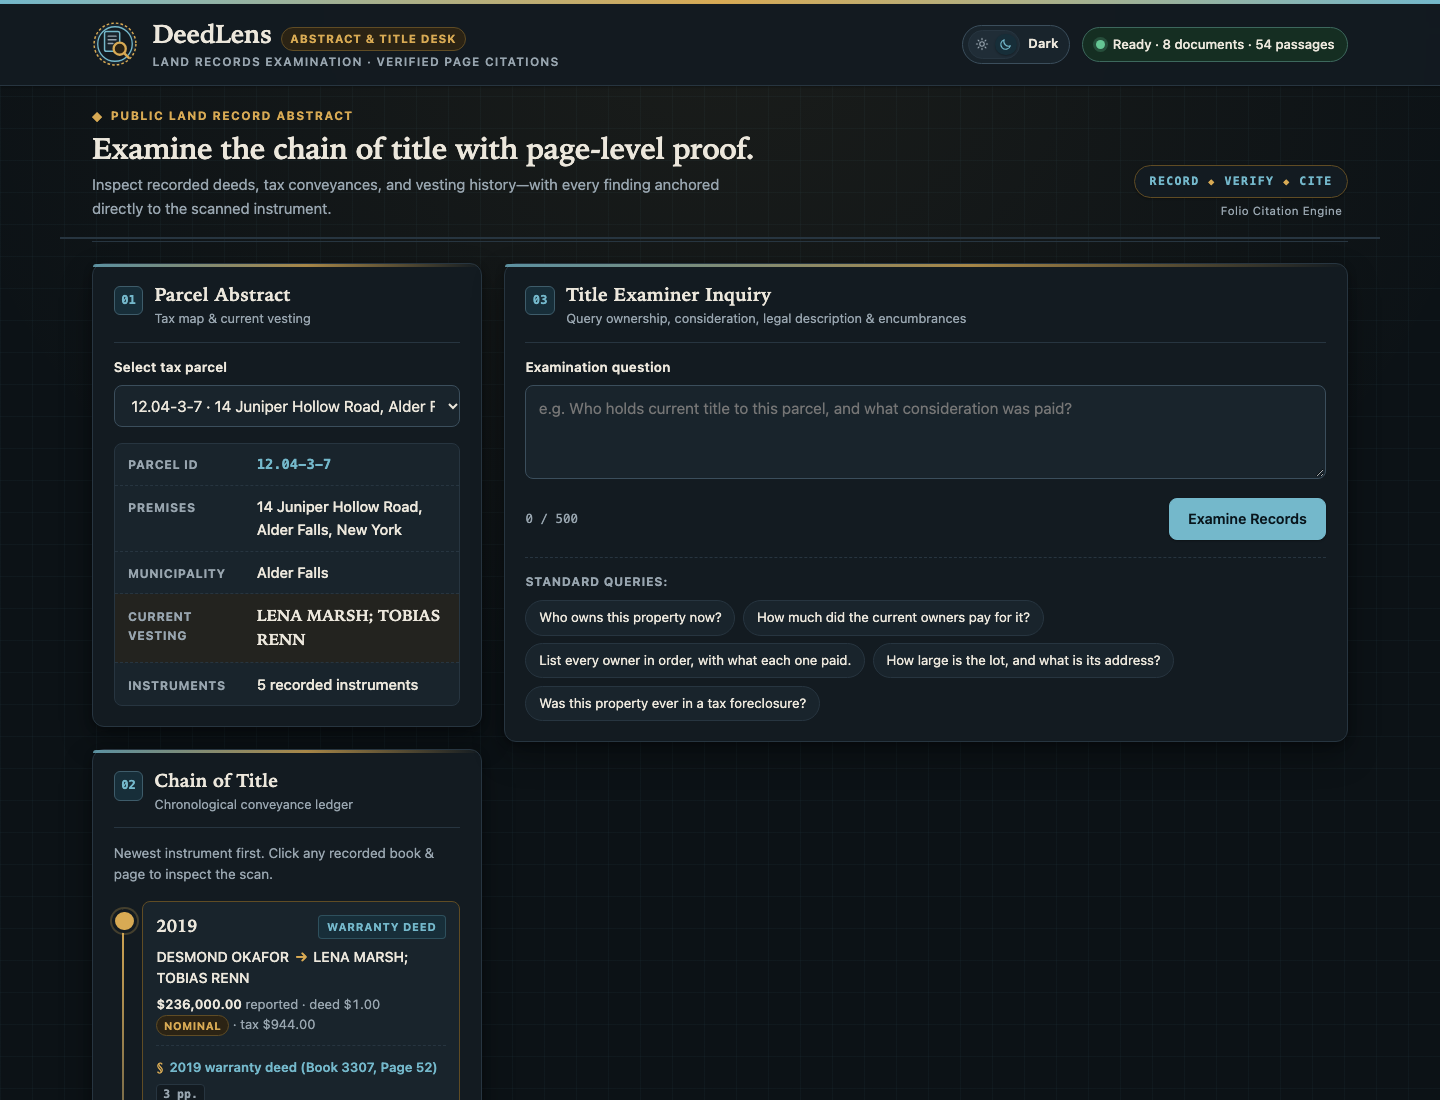 DeedLens
ABSTRACT & TITLE DESK
LAND RECORDS EXAMINATION · VERIFIED PAGE CITATIONS
Dark
Ready · 8 documents · 54 passages
◆ PUBLIC LAND RECORD ABSTRACT
Examine the chain of title with page-level proof.
Inspect recorded deeds, tax conveyances, and vesting history—with every finding anchored
directly to the scanned instrument.
RECORD ◆ VERIFY ◆ CITE
Folio Citation Engine
01
Parcel Abstract
Tax map & current vesting
Select tax parcel
12.04-3-7 · 14 Juniper Hollow Road, Alder F
PARCEL ID
12.04-3-7
PREMISES
14 Juniper Hollow Road,
Alder Falls, New York
MUNICIPALITY
Alder Falls
CURRENT
VESTING
LENA MARSH; TOBIAS
RENN
INSTRUMENTS
5 recorded instruments
02
Chain of Title
Chronological conveyance ledger
Newest instrument first. Click any recorded book &
page to inspect the scan.
2019
WARRANTY DEED
DESMOND OKAFOR → LENA MARSH;
TOBIAS RENN
$236,000.00 reported · deed $1.00
NOMINAL · tax $944.00
§ 2019 warranty deed (Book 3307, Page 52)
3 pp.
03
Title Examiner Inquiry
Query ownership, consideration, legal description & encumbrances
Examination question
e.g. Who holds current title to this parcel, and what consideration was paid?
0 / 500
Examine Records
STANDARD QUERIES:
Who owns this property now?
How much did the current owners pay for it?
List every owner in order, with what each one paid.
How large is the lot, and what is its address?
Was this property ever in a tax foreclosure?